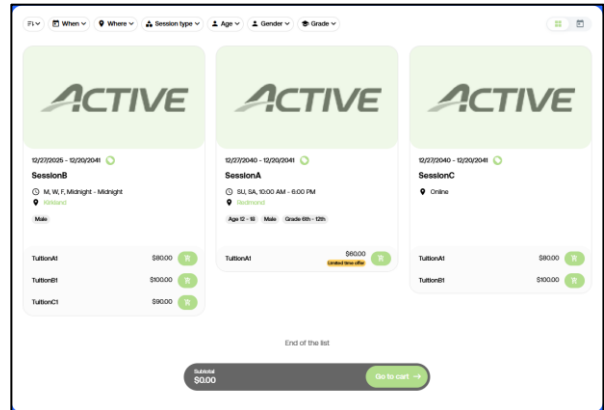 When Where Session type Age Gender Grade
ACTIVE
12/27/2025 - 12/20/2041
SessionB
M, W, F, Midnight - Midnight
Kirkland
Male
TuitionA1 $80.00
TuitionB1 $100.00
TuitionC1 $90.00
ACTIVE
12/27/2040 - 12/20/2041
SessionA
SU, SA, 10:00 AM - 6:00 PM
Redmond
Age 12 - 18 Male Grade 6th - 12th
TuitionA1 $60.00
Limited time offer
ACTIVE
12/27/2040 - 12/20/2041
SessionC
Online
TuitionA1 $80.00
TuitionB1 $100.00
End of the list
Subtotal
$0.00
Go to cart →